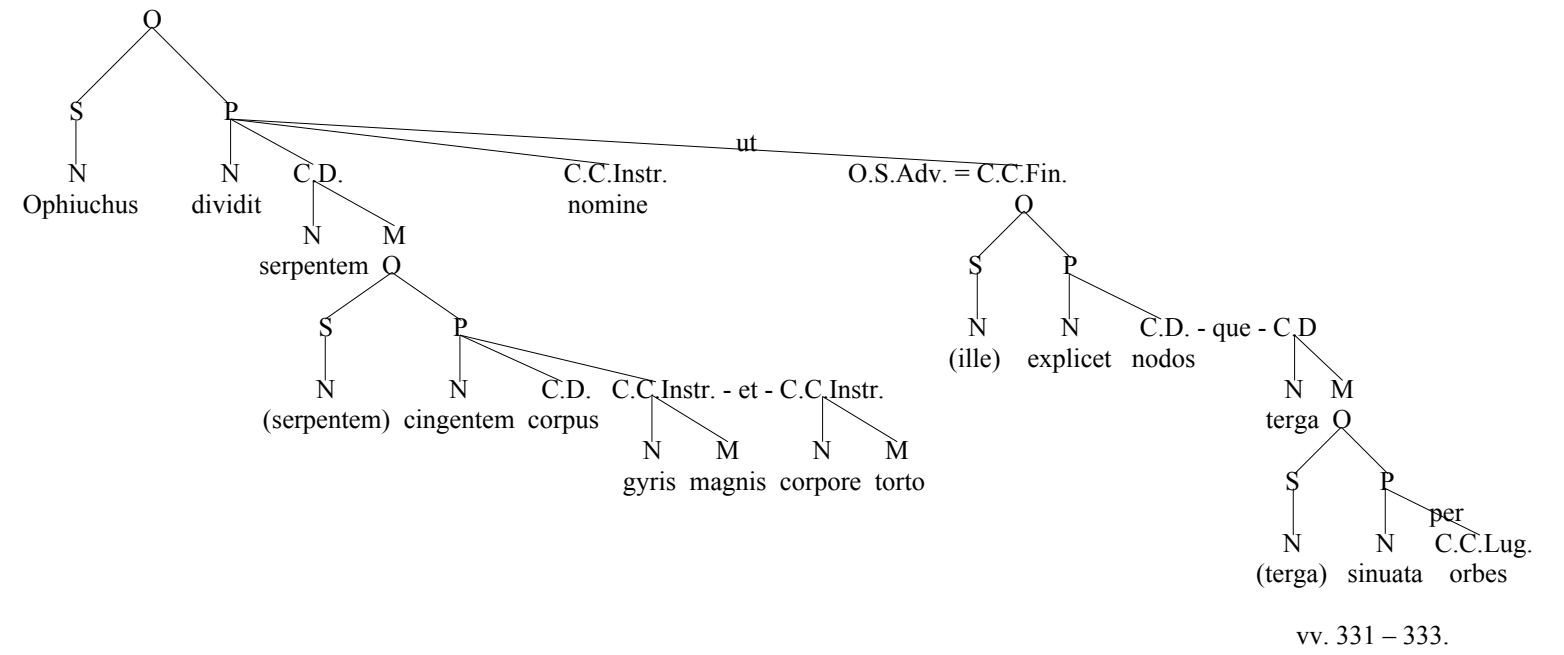 O
S P
ut
N N C.D. C.C.Instr. O.S.Adv. = C.C.Fin.
Ophiuchus dividit nomine O
N M
serpentem O S P
S P N N C.D. - que - C.D
(ille) explicet nodos
N N C.D. C.C.Instr. - et - C.C.Instr. N M
(serpentem) cingentem corpus terga O
N M N M
gyris magnis corpore torto S P
per
N N C.C.Lug.
(terga) sinuata orbes
vv. 331 – 333.